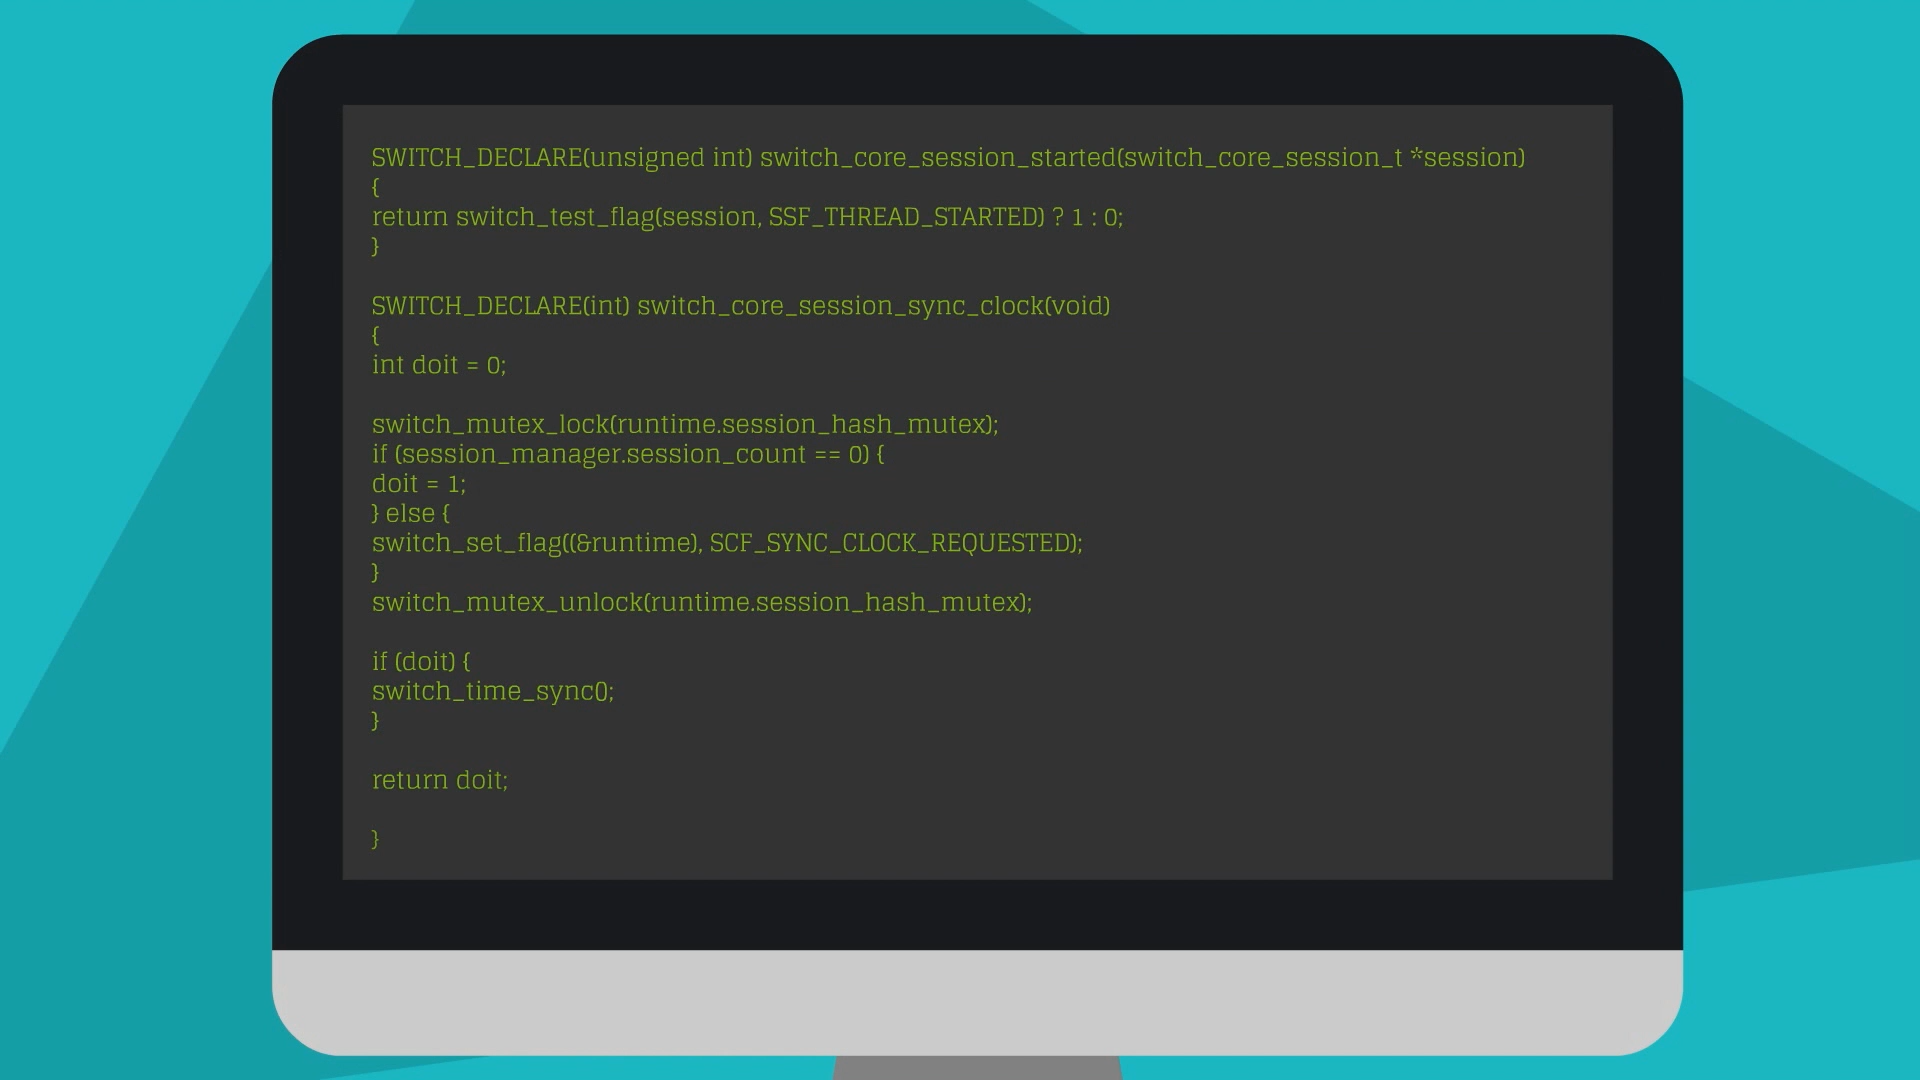 SWITCH_DECLARE(unsigned int) switch_core_session_started(switch_core_session_t *session)
{
return switch_test_flag(session, SSF_THREAD_STARTED) ? 1 : 0;
}
SWITCH_DECLARE(int) switch_core_session_sync_clock(void)
{
int doit = 0;
switch_mutex_lock(runtime.session_hash_mutex);
if (session_manager.session_count == 0) {
doit = 1;
} else {
switch_set_flag((&runtime), SCF_SYNC_CLOCK_REQUESTED);
}
switch_mutex_unlock(runtime.session_hash_mutex);
if (doit) {
switch_time_sync();
}
return doit;
}